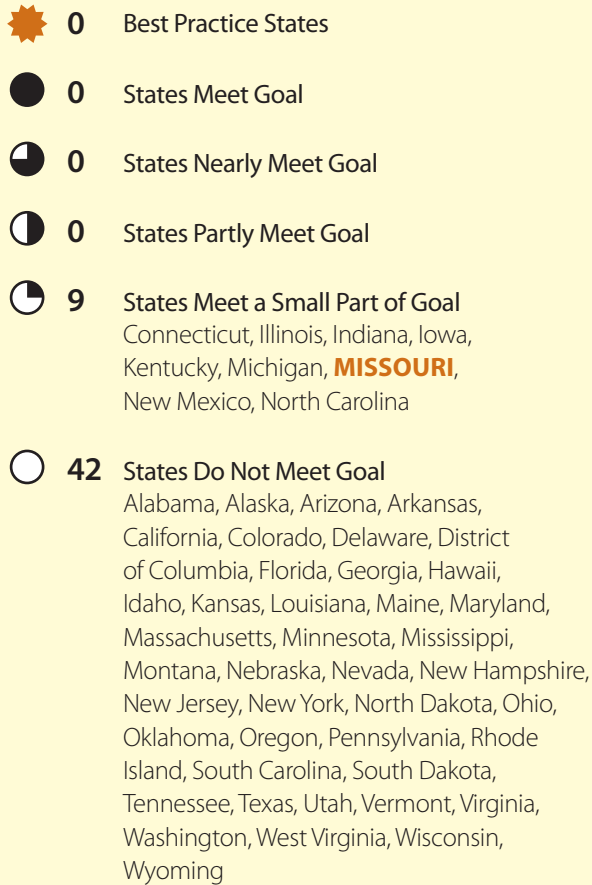 0 Best Practice States
0 States Meet Goal
0 States Nearly Meet Goal
0 States Partly Meet Goal
9 States Meet a Small Part of Goal
Connecticut, Illinois, Indiana, Iowa,
Kentucky, Michigan, MISSOURI,
New Mexico, North Carolina
42 States Do Not Meet Goal
Alabama, Alaska, Arizona, Arkansas,
California, Colorado, Delaware, District
of Columbia, Florida, Georgia, Hawaii,
Idaho, Kansas, Louisiana, Maine, Maryland,
Massachusetts, Minnesota, Mississippi,
Montana, Nebraska, Nevada, New Hampshire,
New Jersey, New York, North Dakota, Ohio,
Oklahoma, Oregon, Pennsylvania, Rhode
Island, South Carolina, South Dakota,
Tennessee, Texas, Utah, Vermont, Virginia,
Washington, West Virginia, Wisconsin,
Wyoming